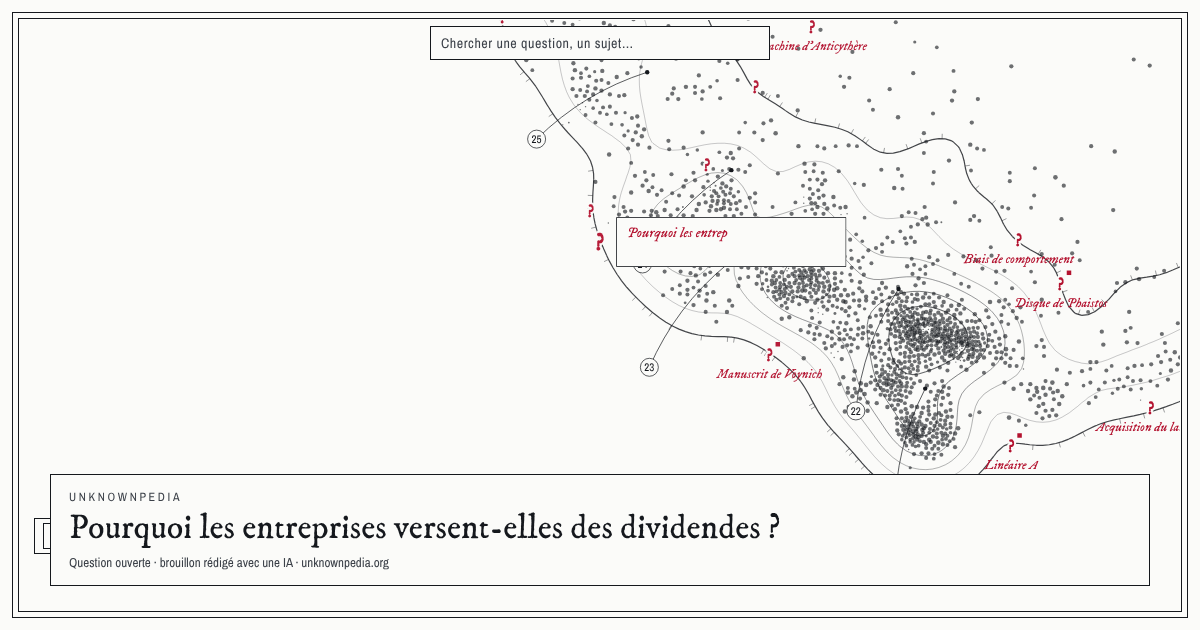 Chercher une question, un sujet...
machine d'Anticythère
25
Pourquoi les entrep
Biais de comportement
Disque de Phaistos
23
Manuscrit de Voynich
22
Acquisition du la
Linéaire A
UNKNOWNPEDIA
Pourquoi les entreprises versent-elles des dividendes ?
Question ouverte · brouillon rédigé avec une IA · unknownpedia.org